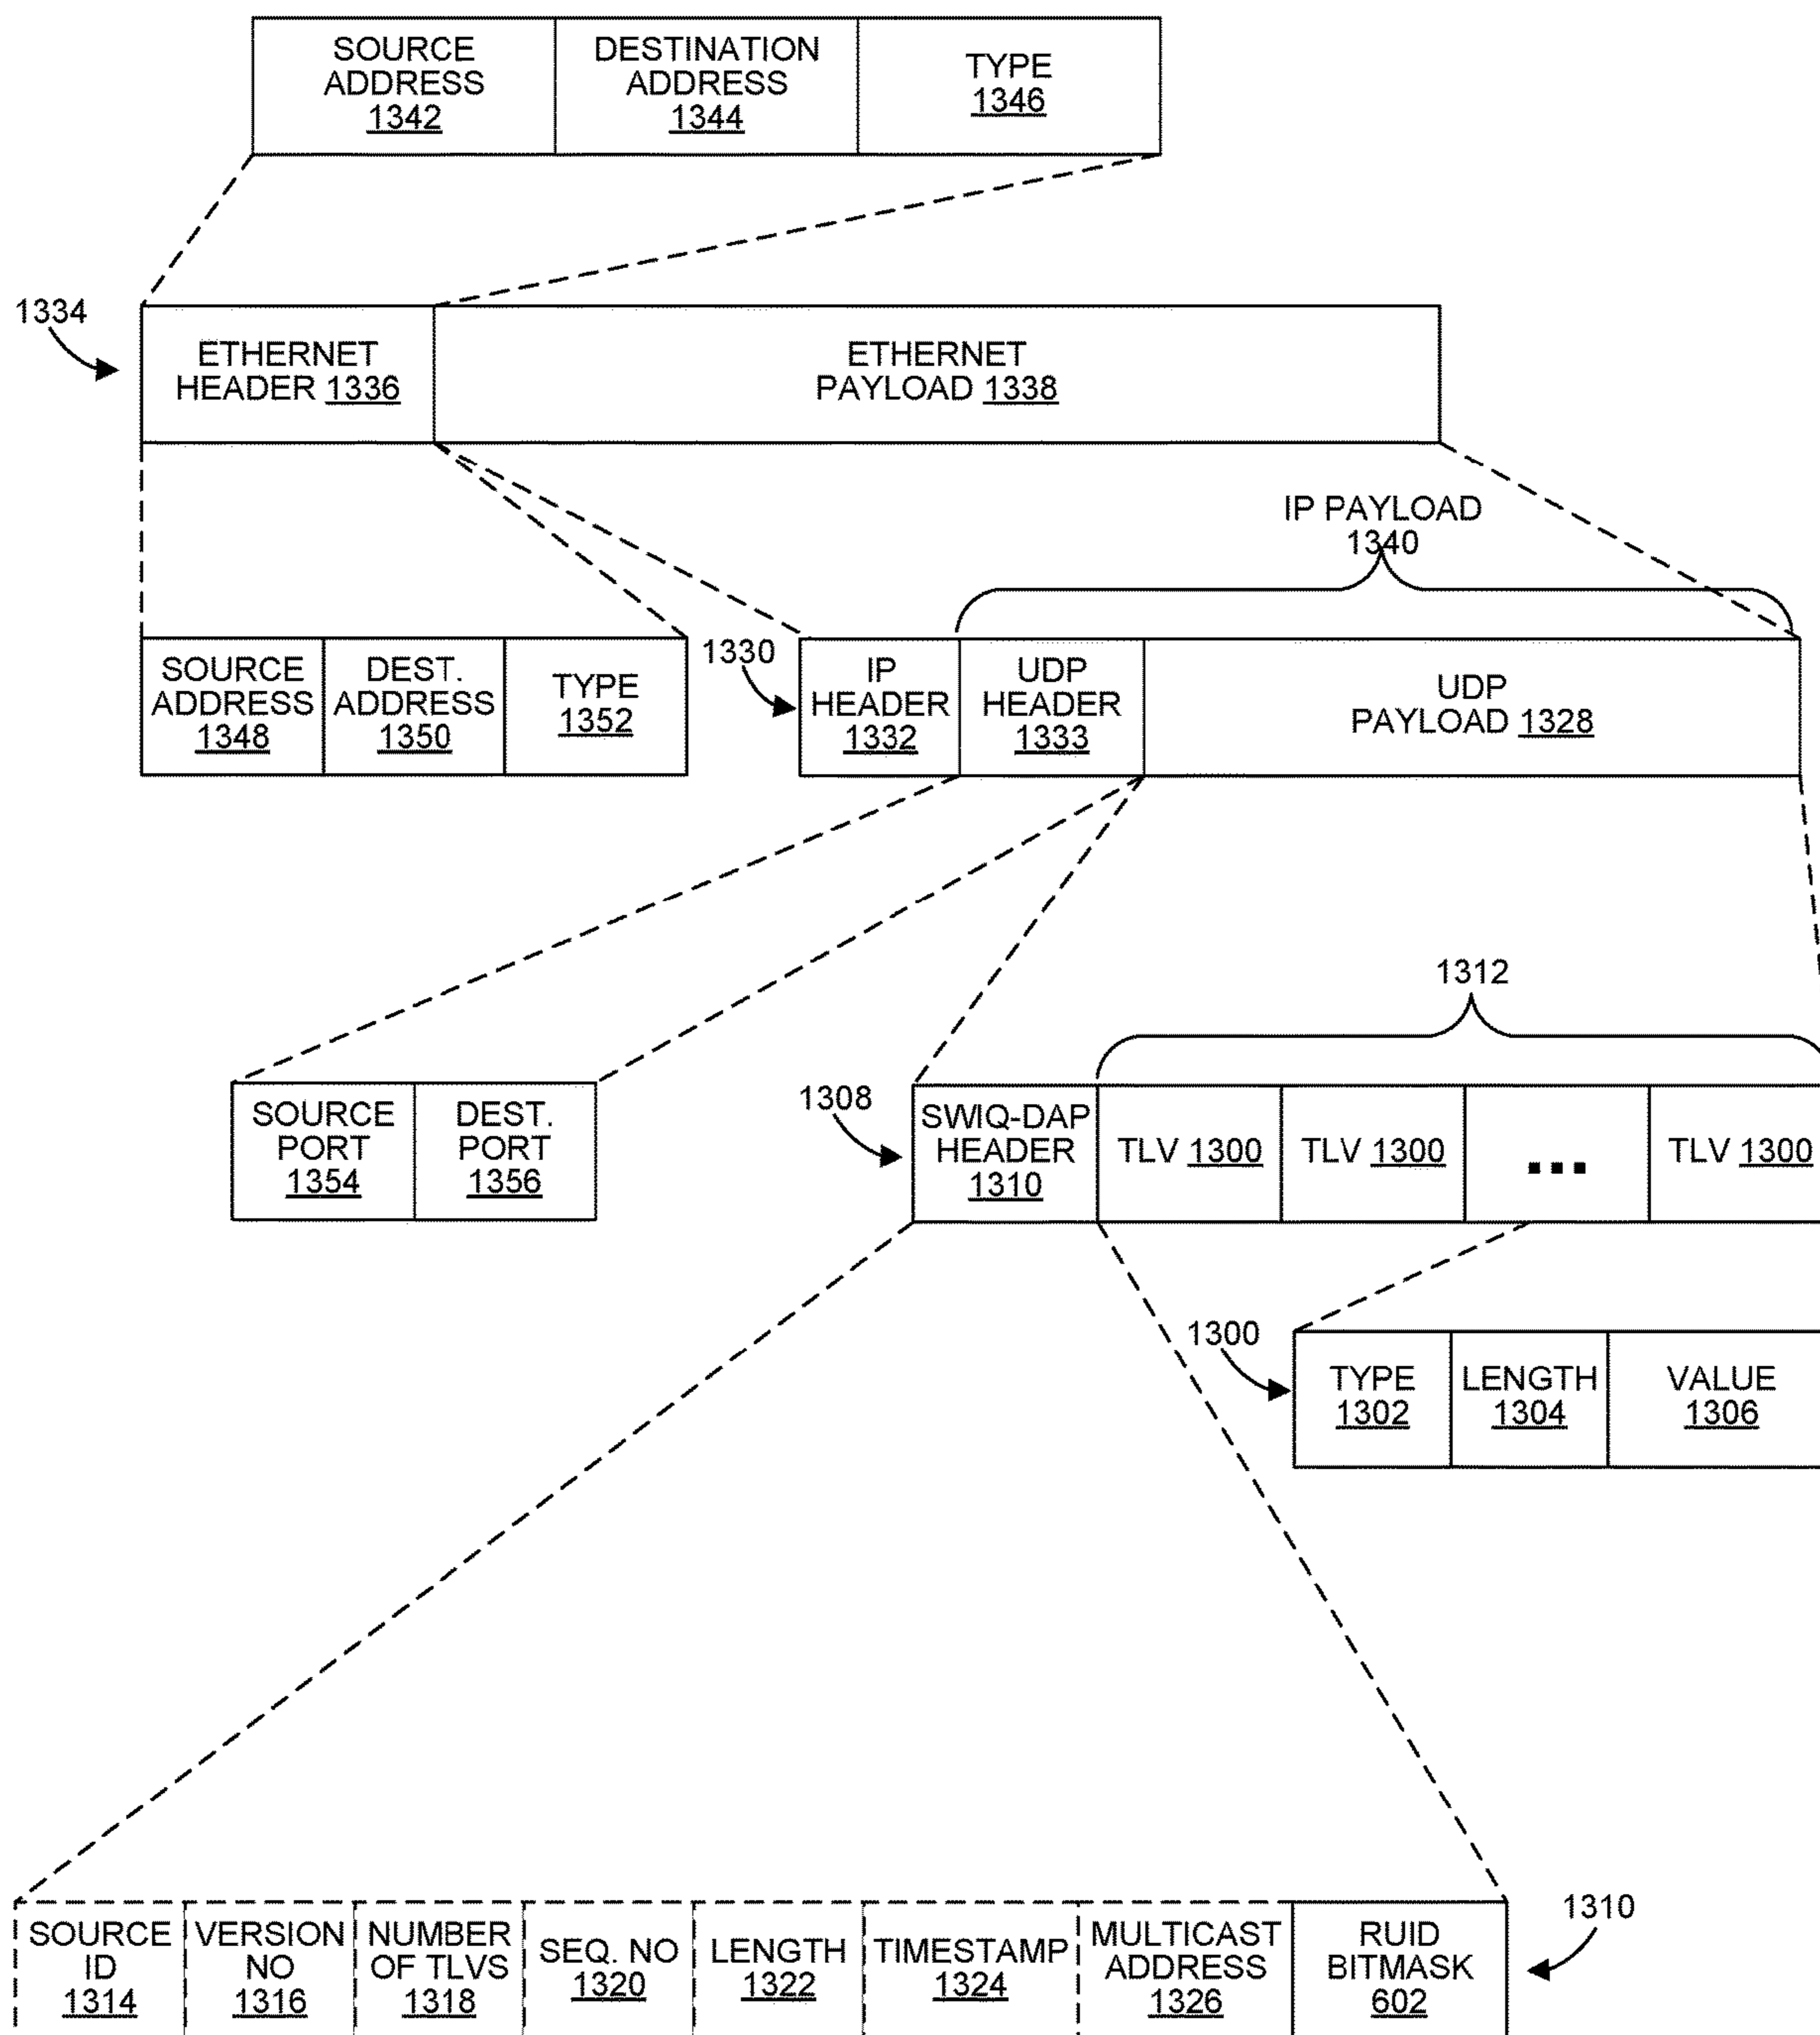 SOURCE
ADDRESS
1342
DESTINATION
ADDRESS
1344
TYPE
1346
1334
ETHERNET
HEADER 1336
ETHERNET
PAYLOAD 1338
IP PAYLOAD
1340
SOURCE
ADDRESS
1348
DEST.
ADDRESS
1350
TYPE
1352
1330
IP
HEADER
1332
UDP
HEADER
1333
UDP
PAYLOAD 1328
1312
SOURCE
PORT
1354
DEST.
PORT
1356
1308
SWIQ-DAP
HEADER
1310
TLV 1300
TLV 1300
...
TLV 1300
1300
TYPE
1302
LENGTH
1304
VALUE
1306
SOURCE
ID
1314
VERSION
NO
1316
NUMBER
OF TLVS
1318
SEQ. NO
1320
LENGTH
1322
TIMESTAMP
1324
MULTICAST
ADDRESS
1326
RUID
BITMASK
602
1310